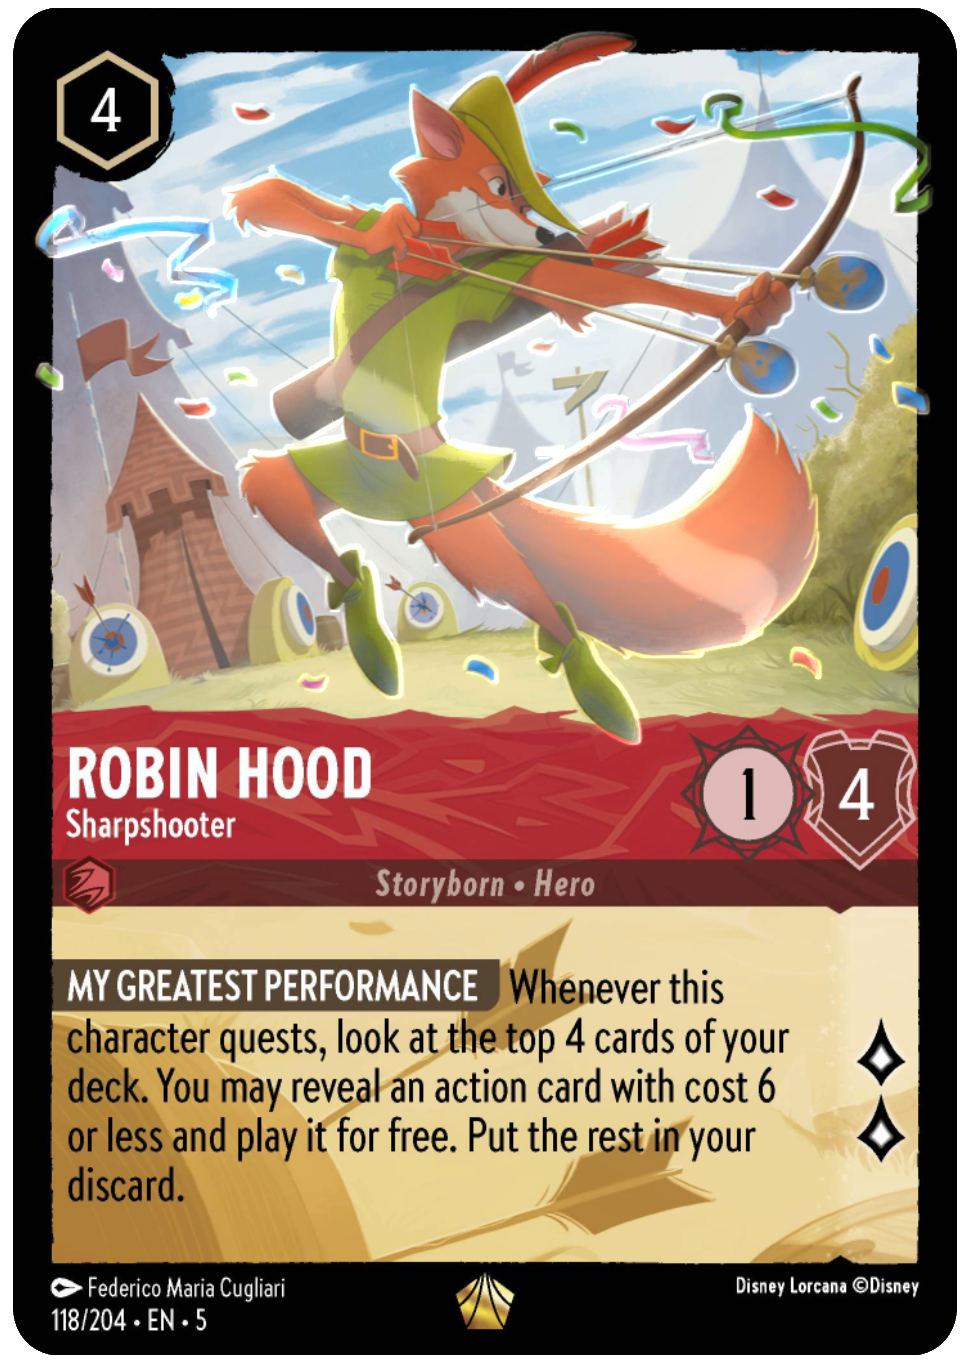 4
ROBIN HOOD
Sharpshooter
1
4
Storyborn • Hero
MY GREATEST PERFORMANCE Whenever this
character quests, look at the top 4 cards of your
deck. You may reveal an action card with cost 6
or less and play it for free. Put the rest in your
discard.
Federico Maria Cugliari
Disney Lorcana ©Disney
118/204 • EN • 5